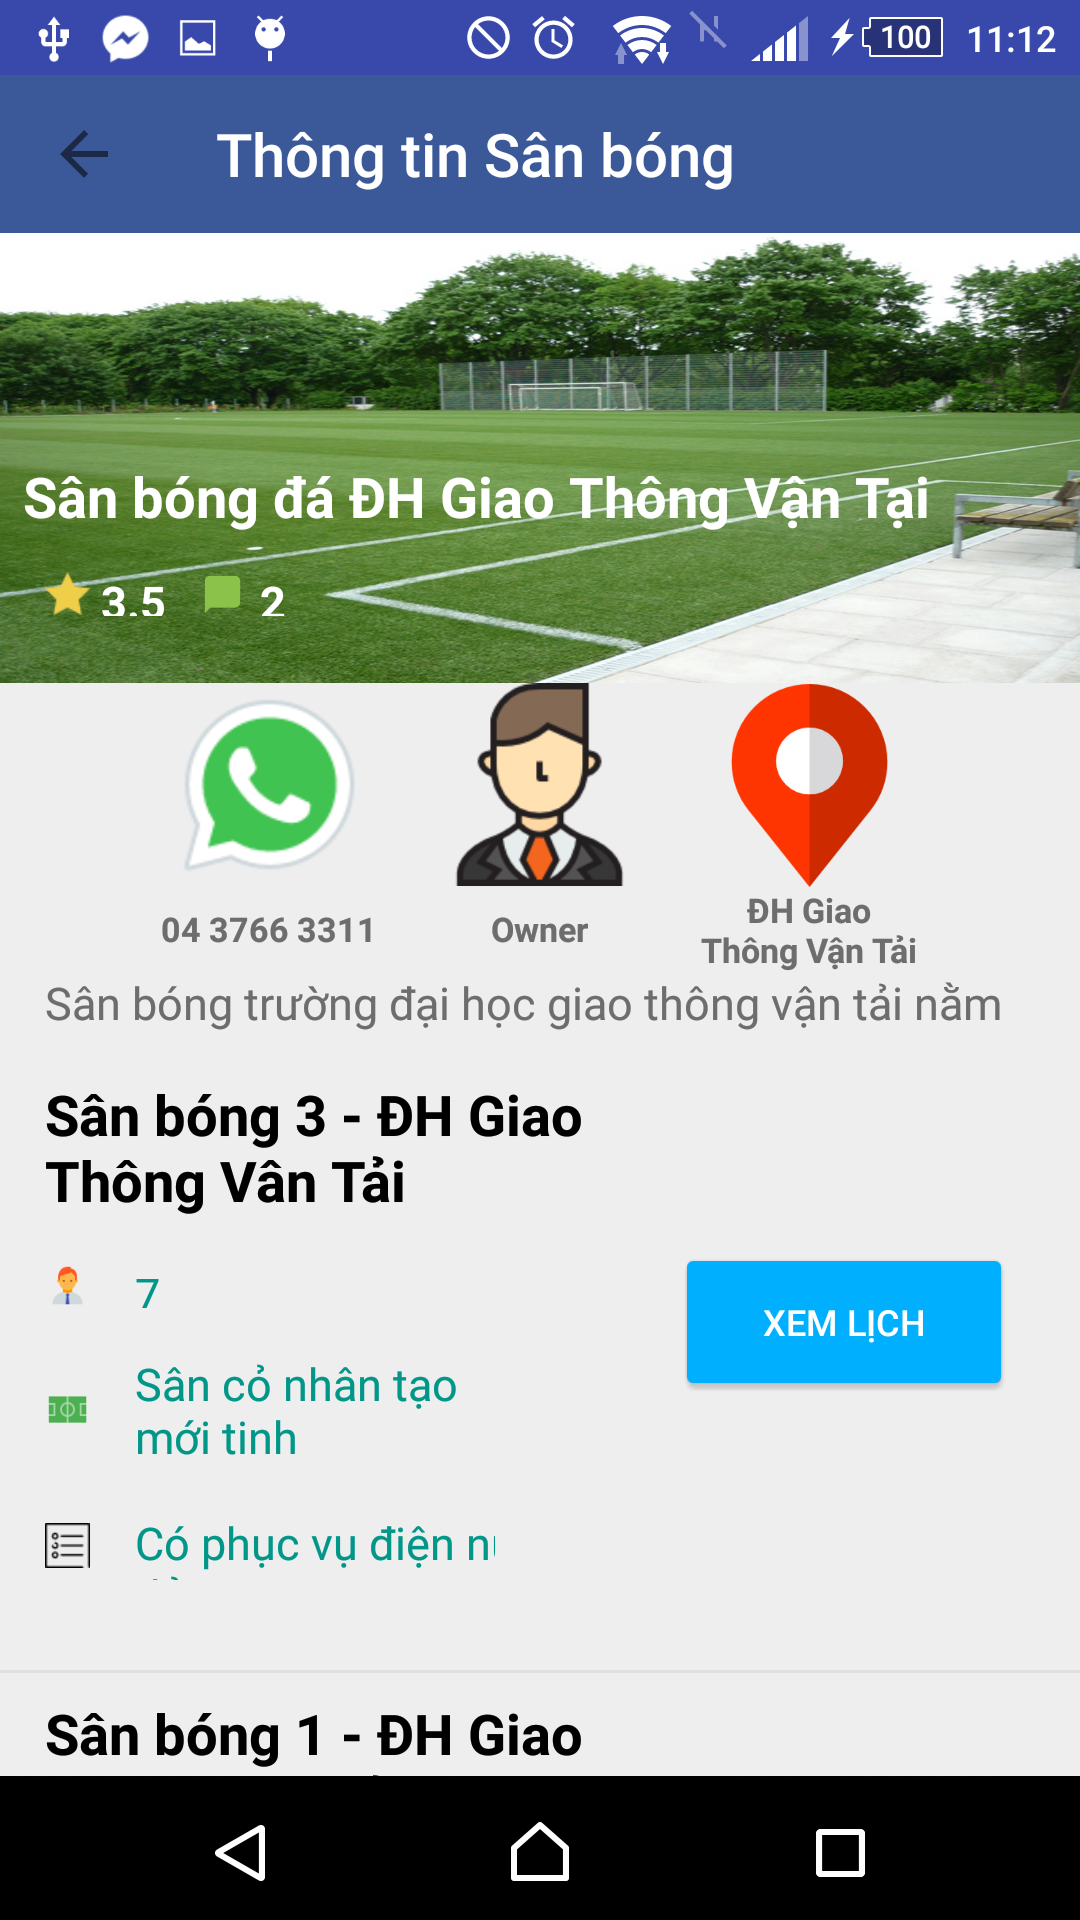 100 11:12
Thông tin Sân bóng
Sân bóng đá ĐH Giao Thông Vận Tại
3.5 2
04 3766 3311
Owner
ĐH Giao
Thông Vận Tải
Sân bóng trường đại học giao thông vận tải nằm
Sân bóng 3 - ĐH Giao
Thông Vân Tải
7
XEM LỊCH
Sân cỏ nhân tạo
mới tinh
Có phục vụ điện
Sân bóng 1 - ĐH Giao